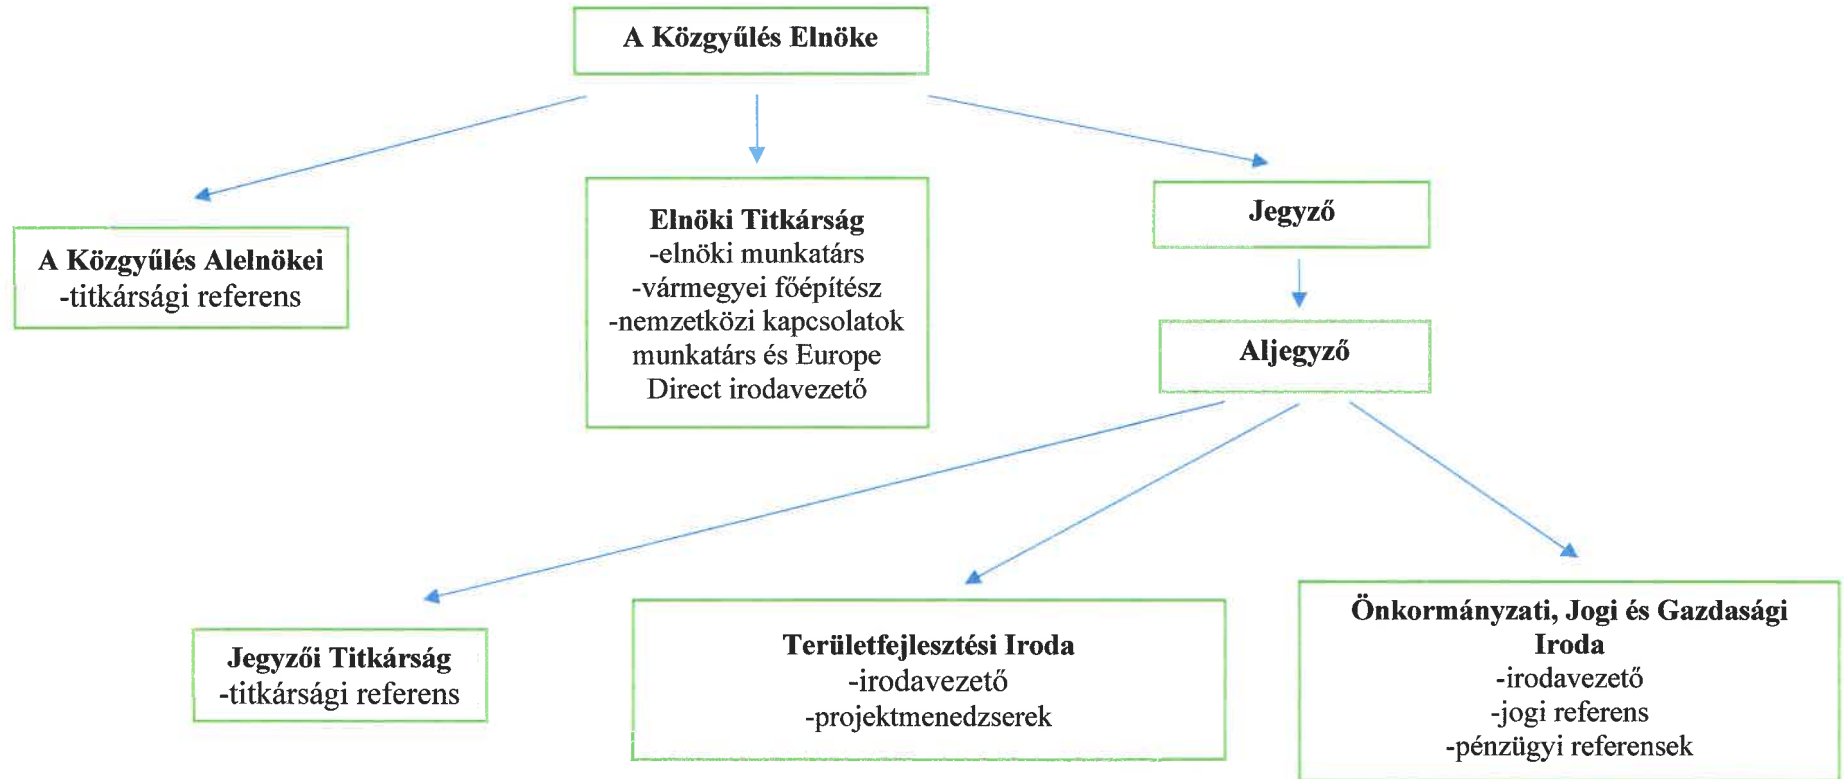 A Közgyűlés Elnöke
A Közgyűlés Alelnökei
-titkársági referens
Elnöki Titkárság
-elnöki munkatárs
-vármegyei főépítész
-nemzetközi kapcsolatok
munkatárs és Europe
Direct irodavezető
Jegyző
Aljegyző
Jegyzői Titkárság
-titkársági referens
Területfejlesztési Iroda
-irodavezető
-projektmenedzserek
Önkormányzati, Jogi és Gazdasági
Iroda
-irodavezető
-jogi referens
-pénzügyi referensek